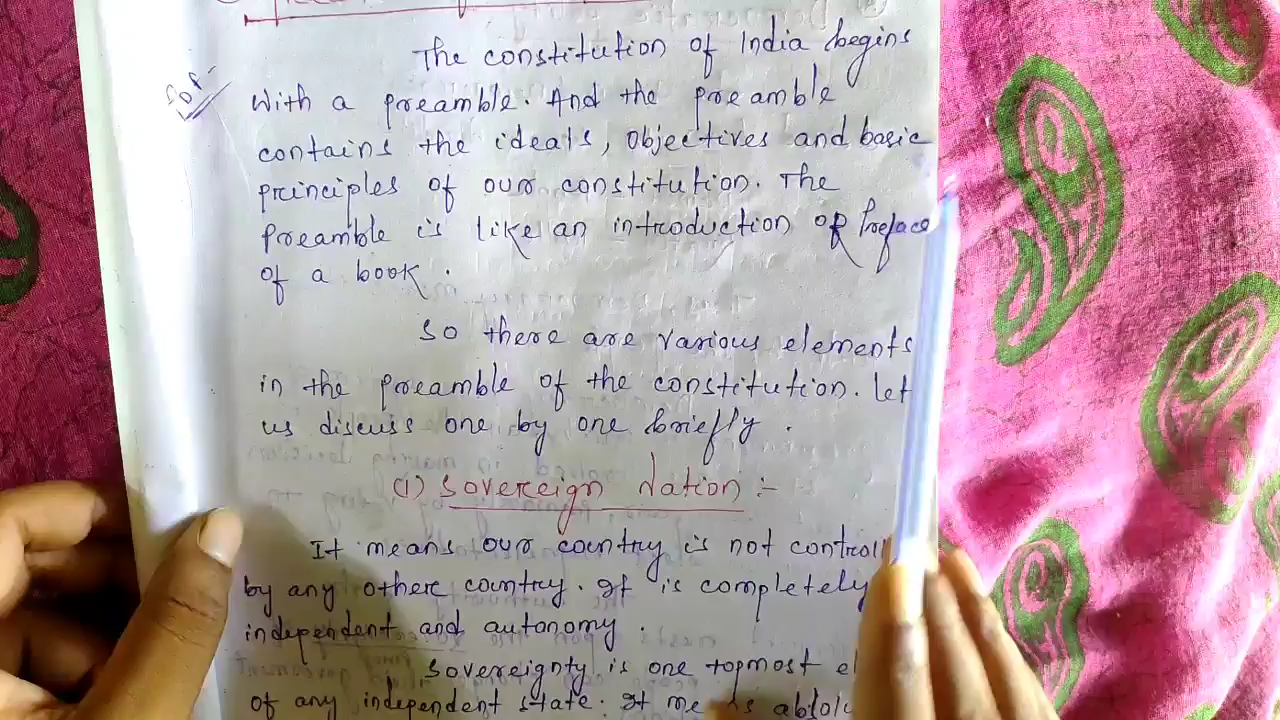 The constitution of India begins
With a preamble. And the preamble
contains the ideals, objectives and basic
principles of our constitution. The
preamble is like an introduction of Preface
of a book.
So there are various elements
in the preamble of the constitution. let
us discuss one by one briefly.
(1) Sovereign Nation :-
It means our country is not controll
by any other country. It is completely
independent and autonomy.
Sovereignty is one topmost el
of any independent state. It me